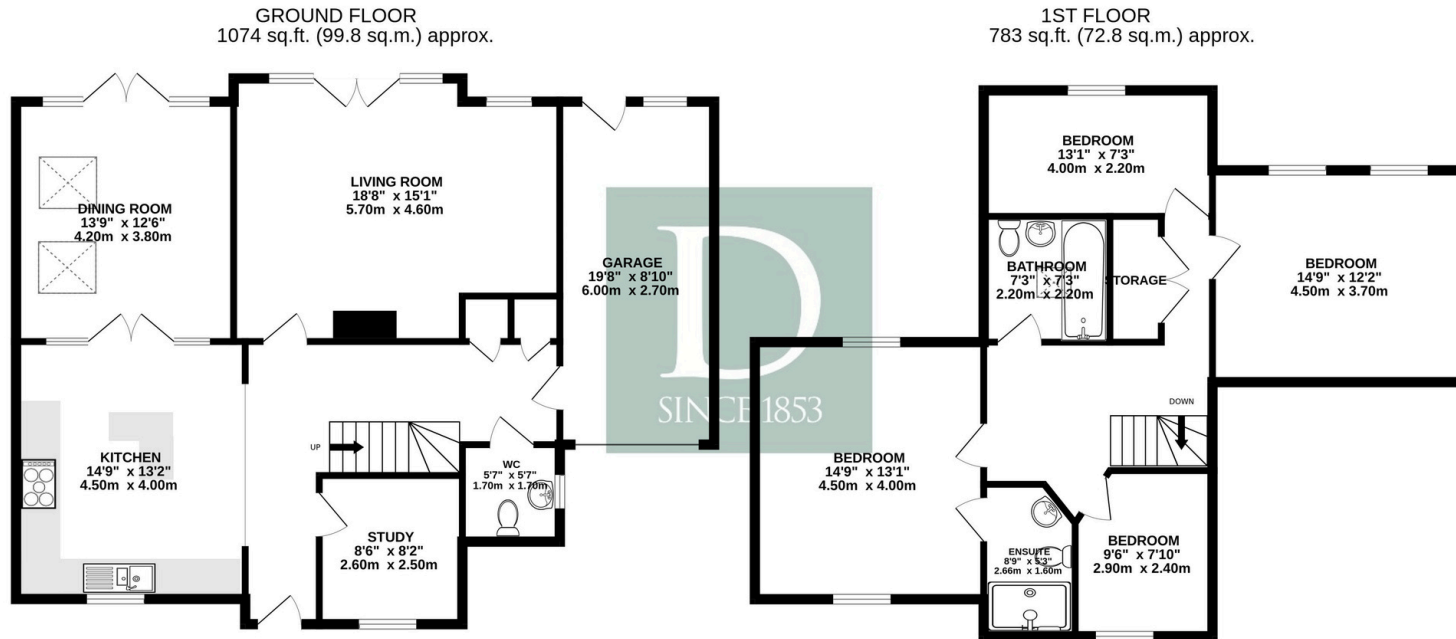 GROUND FLOOR
1074 sq.ft. (99.8 sq.m.) approx.
DINING ROOM
13'9" x 12'6"
4.20m x 3.80m
LIVING ROOM
18'8" x 15'1"
5.70m x 4.60m
GARAGE
19'8" x 8'10"
6.00m x 2.70m
KITCHEN
14'9" x 13'2"
4.50m x 4.00m
UP
WC
5'7" x 5'7"
1.70m x 1.70m
STUDY
8'6" x 8'2"
2.60m x 2.50m
D
SINCE 1853
1ST FLOOR
783 sq.ft. (72.8 sq.m.) approx.
BEDROOM
13'1" x 7'3"
4.00m x 2.20m
BATHROOM
7'3" x 7'3"
2.20m x 2.20m
STORAGE
BEDROOM
14'9" x 12'2"
4.50m x 3.70m
DOWN
BEDROOM
14'9" x 13'1"
4.50m x 4.00m
ENSUITE
8'9" x 5'3"
2.66m x 1.60m
BEDROOM
9'6" x 7'10"
2.90m x 2.40m